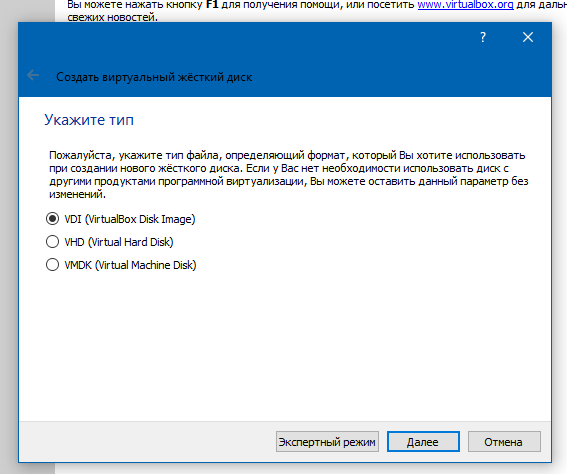 Вы можете нажать кнопку F1 для получения помощи, или посетить www.virtualbox.org для даль
свежих новостей.
?
Создать виртуальный жёсткий диск
Укажите тип
Пожалуйста, укажите тип файла, определяющий формат, который Вы хотите использовать
при создании нового жёсткого диска. Если у Вас нет необходимости использовать диск с
другими продуктами программной виртуализации, Вы можете оставить данный параметр без
изменений.
VDI (VirtualBox Disk Image)
VHD (Virtual Hard Disk)
VMDK (Virtual Machine Disk)
Экспертный режим Далее Отмена